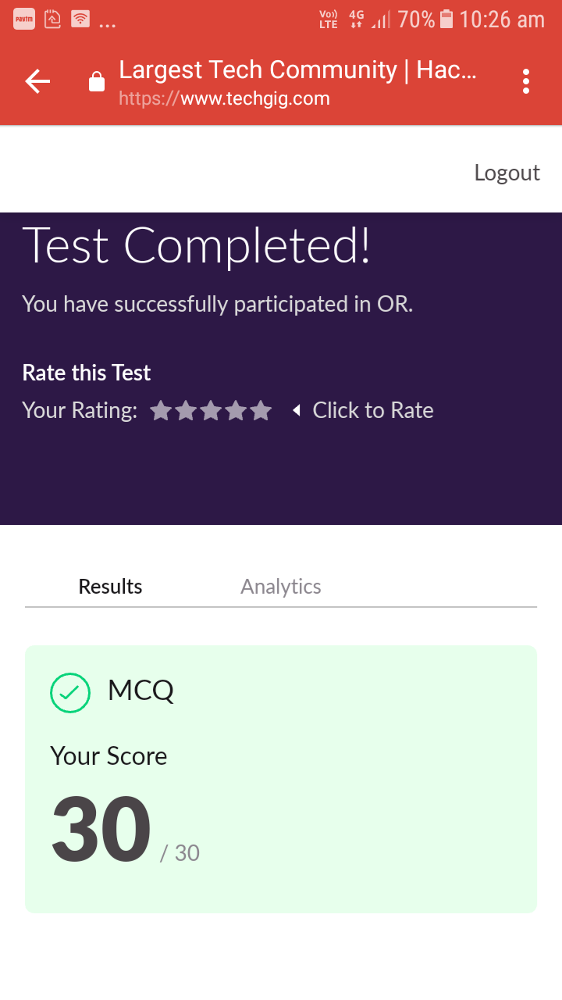 paytm ... Vo)) LTE 4G 70% 10:26 am
Largest Tech Community | Hac...
https://www.techgig.com
Logout
Test Completed!
You have successfully participated in OR.
Rate this Test
Your Rating: Click to Rate
Results Analytics
MCQ
Your Score
30 / 30